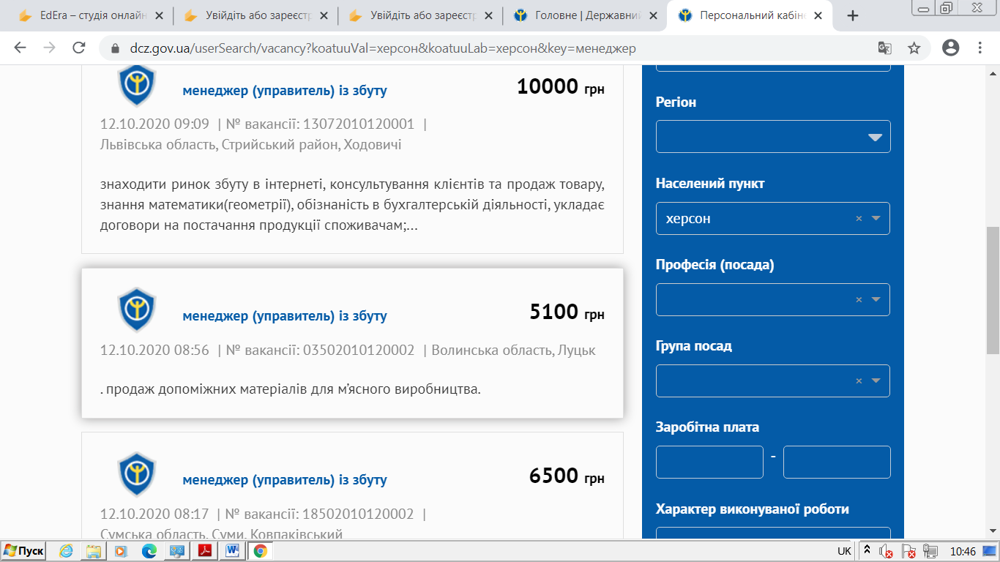 EdEra – студія онлайн
Увійдіть або зареєстр
Увійдіть або зареєстр
Головне | Державний
Персональний кабіне
dcz.gov.ua/userSearch/vacancy?koatuuVal=херсон&koatuuLab=херсон&key=менеджер
менеджер (управитель) із збуту
10000 грн
12.10.2020 09:09 | № вакансії: 13072010120001 |
Львівська область, Стрийський район, Ходовичі
знаходити ринок збуту в інтернеті, консультування клієнтів та продаж товару,
знання математики(геометрії), обізнаність в бухгалтерській діяльності, укладає
договори на постачання продукції споживачам;...
менеджер (управитель) із збуту
5100 грн
12.10.2020 08:56 | № вакансії: 03502010120002 | Волинська область, Луцьк
. продаж допоміжних матеріалів для м’ясного виробництва.
менеджер (управитель) із збуту
6500 грн
12.10.2020 08:17 | № вакансії: 18502010120002 |
Сумська область, Суми, Ковпаківський
Регіон
Населений пункт
херсон
Професія (посада)
Група посад
Заробітна плата
-
Характер виконуваної роботи
Пуск
UK
10:46